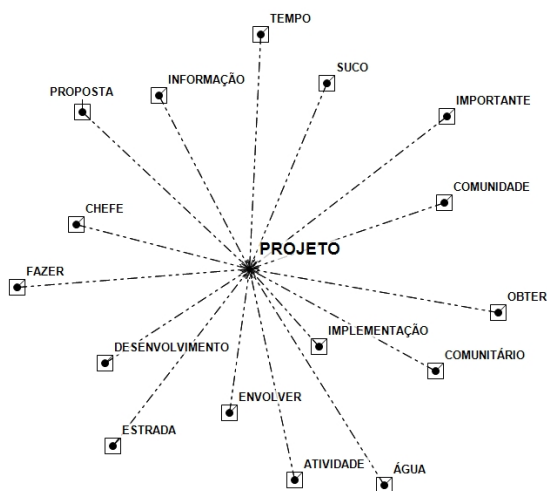 TEMPO
SUCO
INFORMAÇÃO
PROPOSTA
IMPORTANTE
COMUNIDADE
CHEFE
PROJETO
FAZER
OBTER
IMPLEMENTAÇÃO
DESENVOLVIMENTO
COMUNITÁRIO
ENVOLVER
ESTRADA
ATIVIDADE
ÁGUA